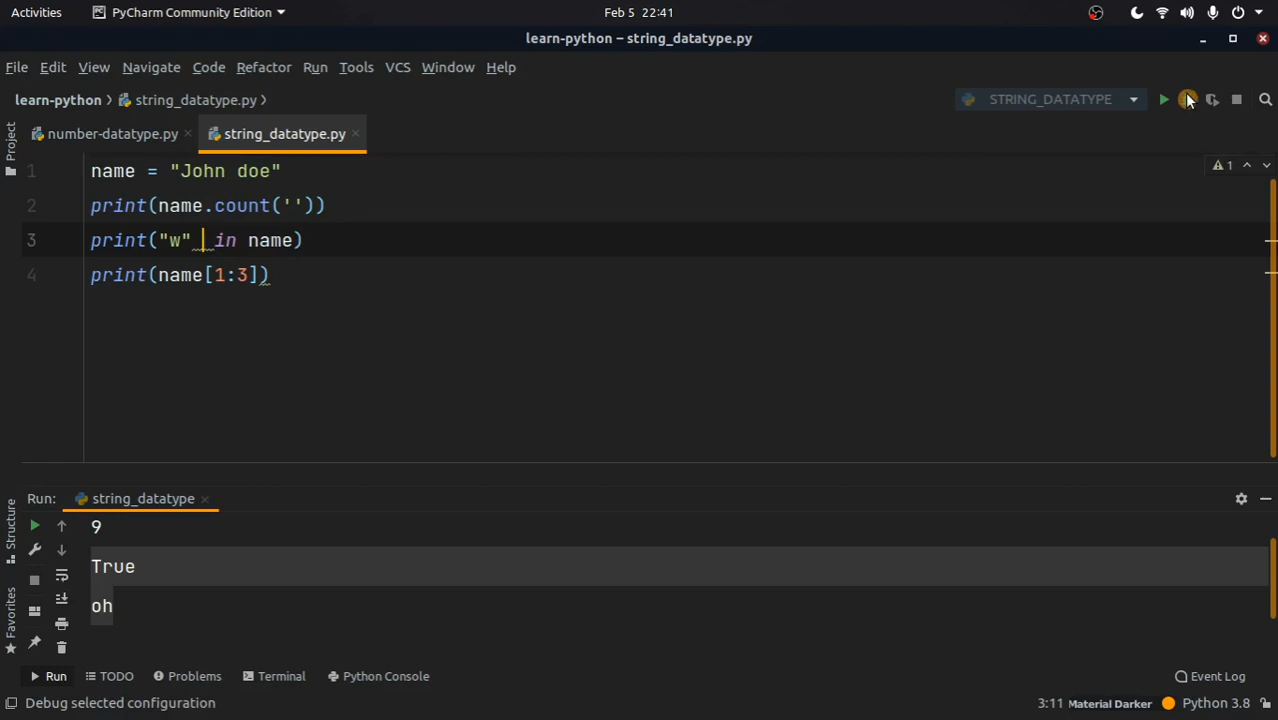 Activities PyCharm Community Edition Feb 5 22:41
learn-python – string_datatype.py
File Edit View Navigate Code Refactor Run Tools VCS Window Help
learn-python string_datatype.py STRING_DATATYPE
Project
number-datatype.py string_datatype.py
1 name = "John doe" 1
2 print(name.count(''))
3 print("w"  in name)
4 print(name[1:3])
Run: string_datatype
9
True
oh
Structure
Favorites
Run TODO Problems Terminal Python Console Event Log
Debug selected configuration 3:11 Material Darker Python 3.8